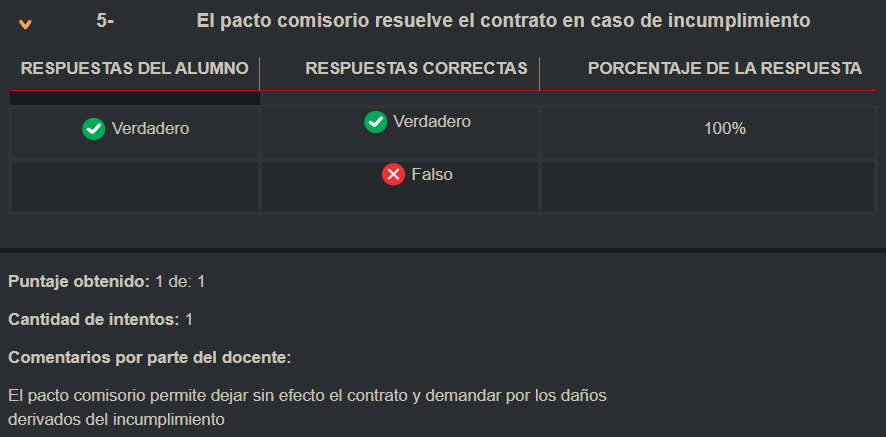 5- El pacto comisorio resuelve el contrato en caso de incumplimiento
RESPUESTAS DEL ALUMNO RESPUESTAS CORRECTAS PORCENTAJE DE LA RESPUESTA
Verdadero Verdadero 100%
Falso
Puntaje obtenido: 1 de: 1
Cantidad de intentos: 1
Comentarios por parte del docente:
El pacto comisorio permite dejar sin efecto el contrato y demandar por los daños
derivados del incumplimiento